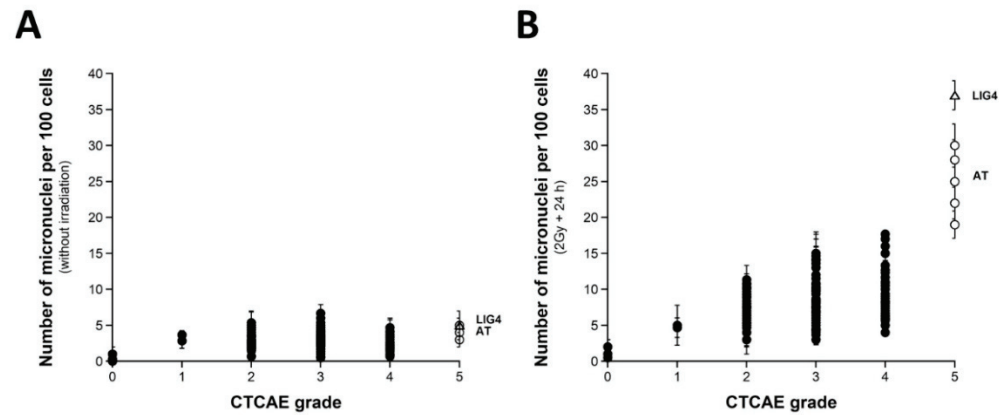 A
Number of micronuclei per 100 cells
(without irradiation)
40
35
30
25
20
15
10
5
0
0 1 2 3 4 5
LIG4
AT
CTCAE grade
B
Number of micronuclei per 100 cells
(2Gy + 24 h)
40
35
30
25
20
15
10
5
0
0 1 2 3 4 5
LIG4
AT
CTCAE grade